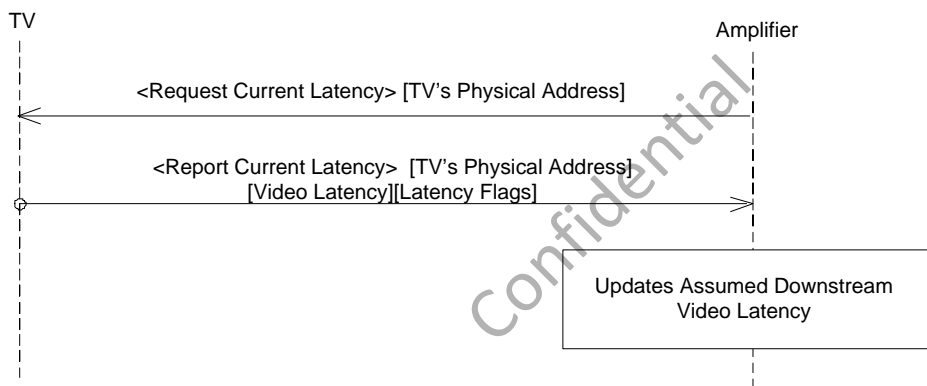 TV
Amplifier
<Request Current Latency> [TV's Physical Address]
<Report Current Latency> [TV's Physical Address]
[Video Latency][Latency Flags]
Confidential
Updates Assumed Downstream
Video Latency